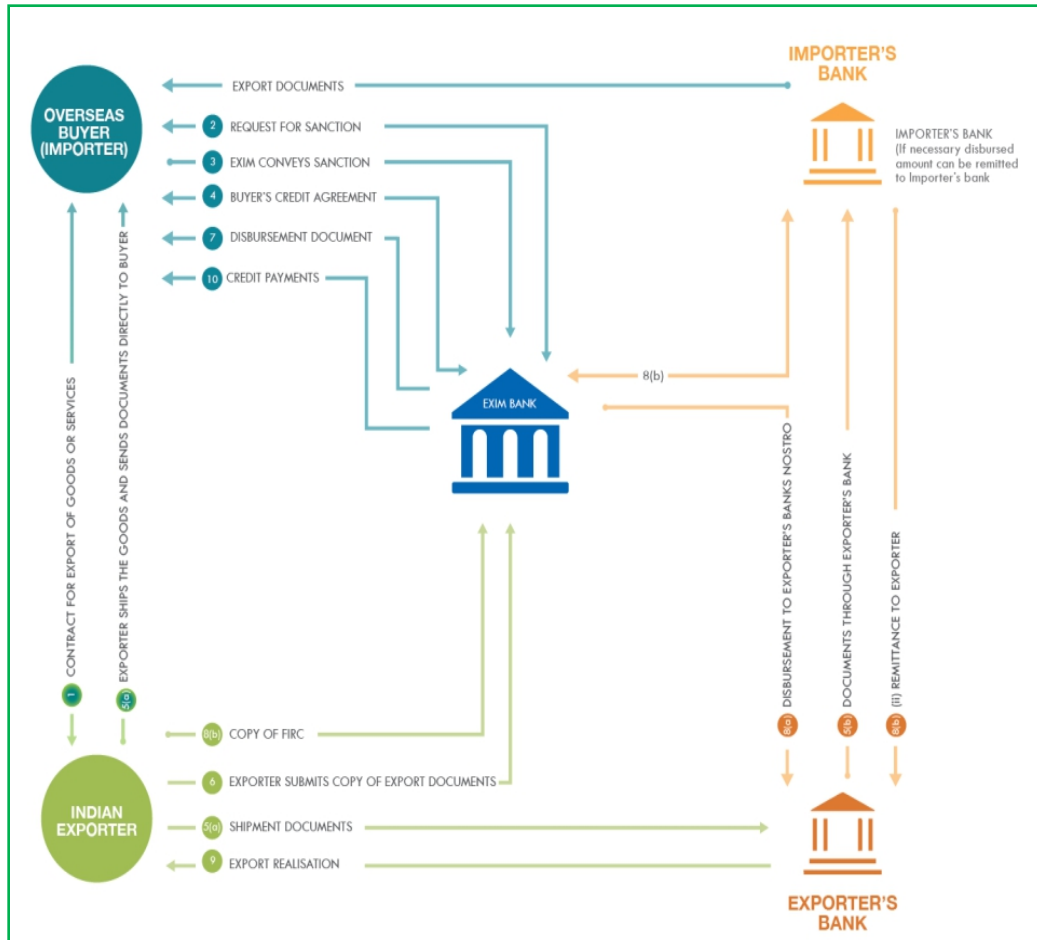 IMPORTER'S
BANK
EXPORT DOCUMENTS
OVERSEAS
BUYER
(IMPORTER)
2 REQUEST FOR SANCTION
IMPORTER'S BANK
(If necessary disbursed
amount can be remitted
to Importer's bank
3 EXIM CONVEYS SANCTION
4 BUYER'S CREDIT AGREEMENT
7 DISBURSEMENT DOCUMENT
10 CREDIT PAYMENTS
8(b)
EXIM BANK
1 CONTRACT FOR EXPORT OF GOODS OR SERVICES
5(a) EXPORTER SHIPS THE GOODS AND SENDS DOCUMENTS DIRECTLY TO BUYER
8(a) DISBURSEMENT TO EXPORTER'S BANKS NOSTRO
5(b) DOCUMENTS THROUGH EXPORTER'S BANK
8(b) (ii) REMITTANCE TO EXPORTER
8(b) COPY OF FIRC
6 EXPORTER SUBMITS COPY OF EXPORT DOCUMENTS
INDIAN
EXPORTER
5(a) SHIPMENT DOCUMENTS
9 EXPORT REALISATION
EXPORTER'S
BANK